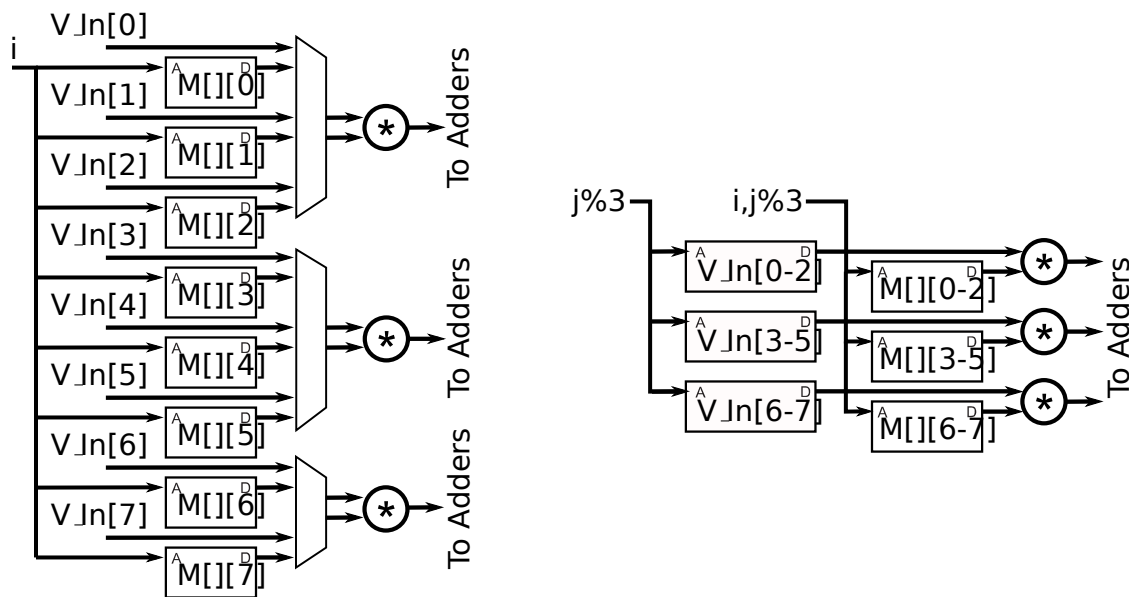 V_In[0]
i
A D
M[][0]
V_In[1]
A D
M[][1]
V_In[2]
A D
M[][2]
*
To Adders
V_In[3]
A D
M[][3]
V_In[4]
A D
M[][4]
V_In[5]
A D
M[][5]
*
To Adders
V_In[6]
A D
M[][6]
V_In[7]
A D
M[][7]
*
To Adders
j%3
i,j%3
A D
V_In[0-2]
A D
M[][0-2]
*
A D
V_In[3-5]
A D
M[][3-5]
*
A D
V_In[6-7]
A D
M[][6-7]
*
To Adders